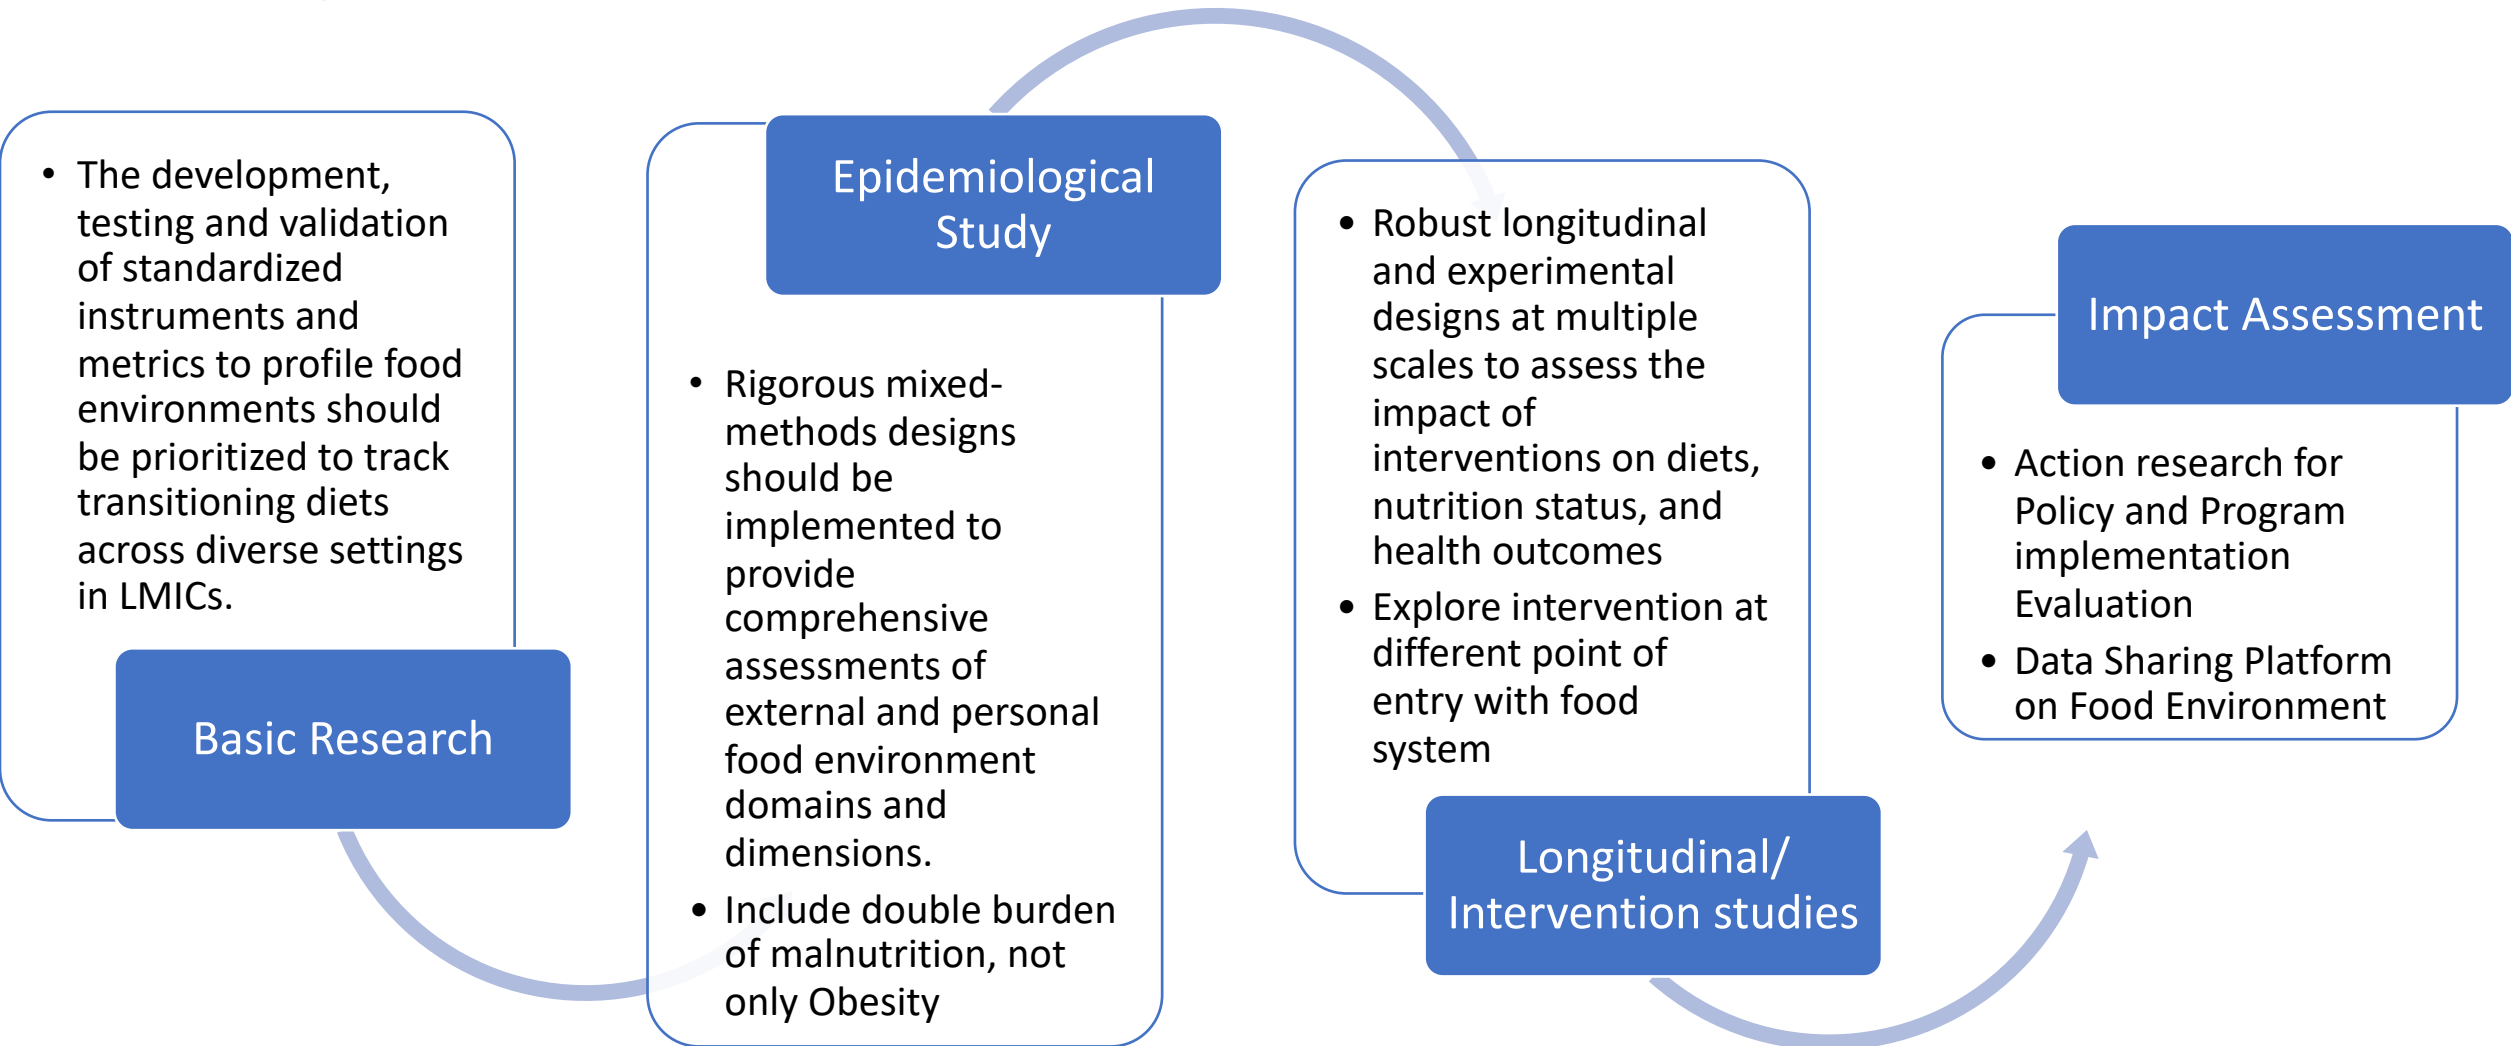 • The development,
testing and validation
of standardized
instruments and
metrics to profile food
environments should
be prioritized to track
transitioning diets
across diverse settings
in LMICs.
Basic Research
Epidemiological
Study
• Rigorous mixed-
methods designs
should be
implemented to
provide
comprehensive
assessments of
external and personal
food environment
domains and
dimensions.
• Include double burden
of malnutrition, not
only Obesity
• Robust longitudinal
and experimental
designs at multiple
scales to assess the
impact of
interventions on diets,
nutrition status, and
health outcomes
• Explore intervention at
different point of
entry with food
system
Longitudinal/
Intervention studies
Impact Assessment
• Action research for
Policy and Program
implementation
Evaluation
• Data Sharing Platform
on Food Environment